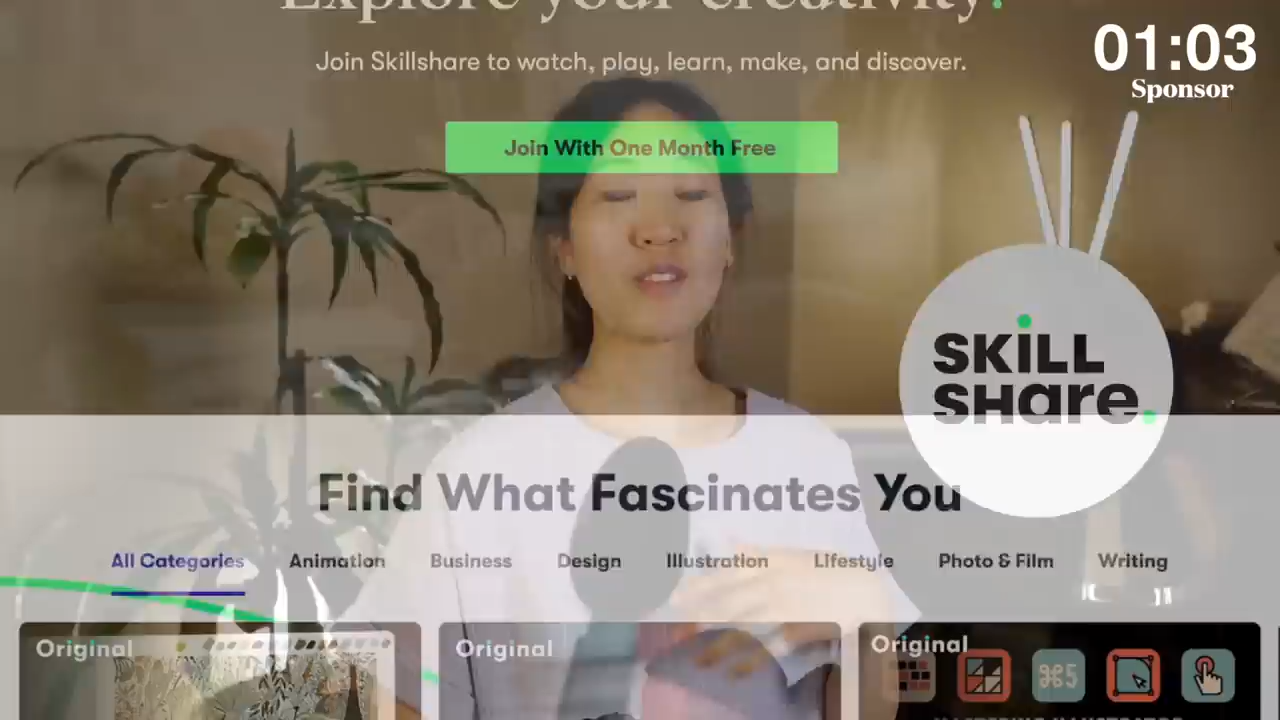 Explore your creativity.
Join Skillshare to watch, play, learn, make, and discover.
01:03
Sponsor
Join With One Month Free
SKILL
SHare.
Find What Fascinates You
All Categories Animation Business Design Illustration Lifestyle Photo & Film Writing
Original Original Original
⌘5